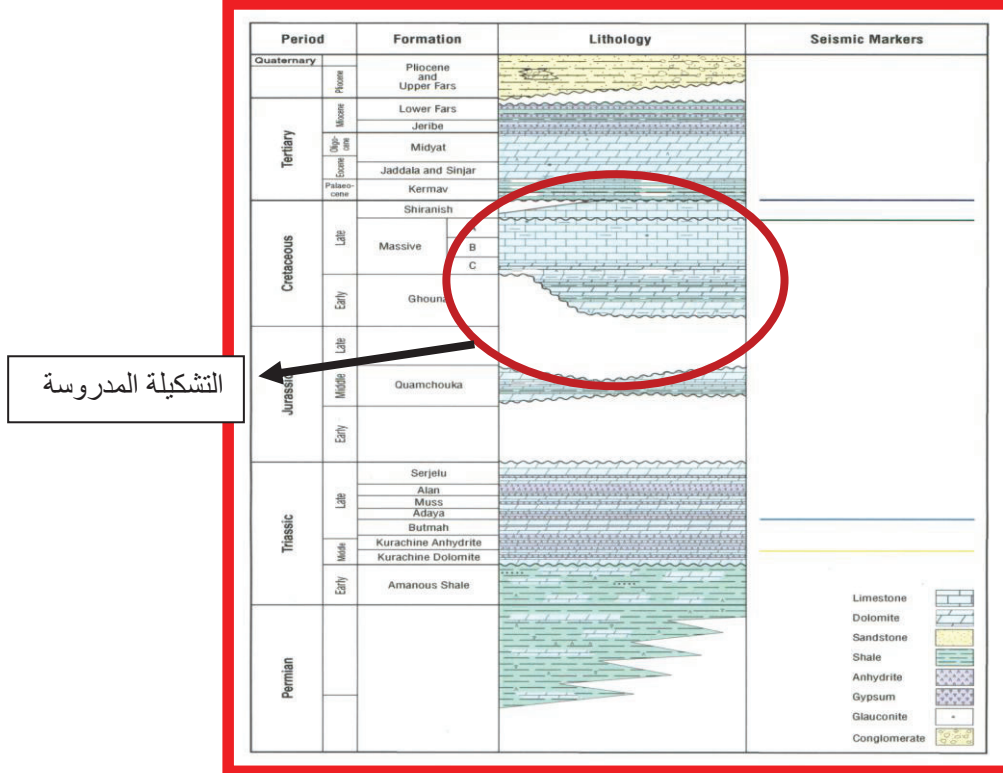 Period Formation Lithology Seismic Markers
Quaternary
Pliocene
Pliocene
and
Upper Fars
Tertiary
Miocene
Lower Fars
Jeribe
Oligo-
cene
Midyat
Eocene
Jaddala and Sinjar
Palaeo-
cene
Kermav
Cretaceous
Late
Shiranish
Massive
A
B
C
Early
Ghouna
Jurassic
Late
Middle
Quamchouka
Early
التشكيلة المدروسة
Triassic
Late
Serjelu
Alan
Muss
Adaya
Butmah
Middle
Kurachine Anhydrite
Kurachine Dolomite
Early
Amanous Shale
Permian
Limestone
Dolomite
Sandstone
Shale
Anhydrite
Gypsum
Glauconite
Conglomerate